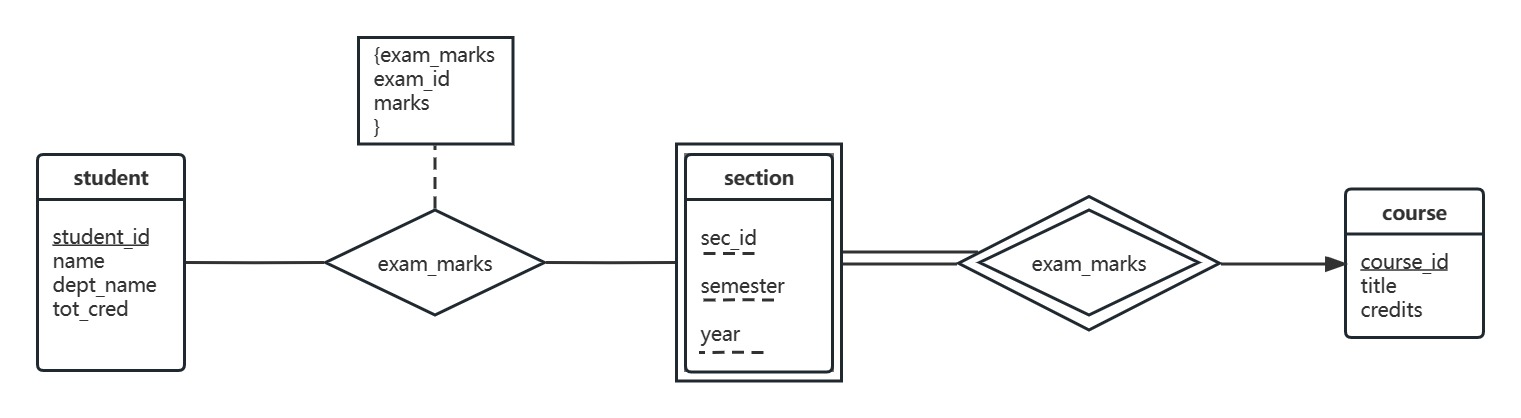 {exam_marks
exam_id
marks
}
student
student_id
name
dept_name
tot_cred
exam_marks
section
sec_id
semester
year
exam_marks
course
course_id
title
credits